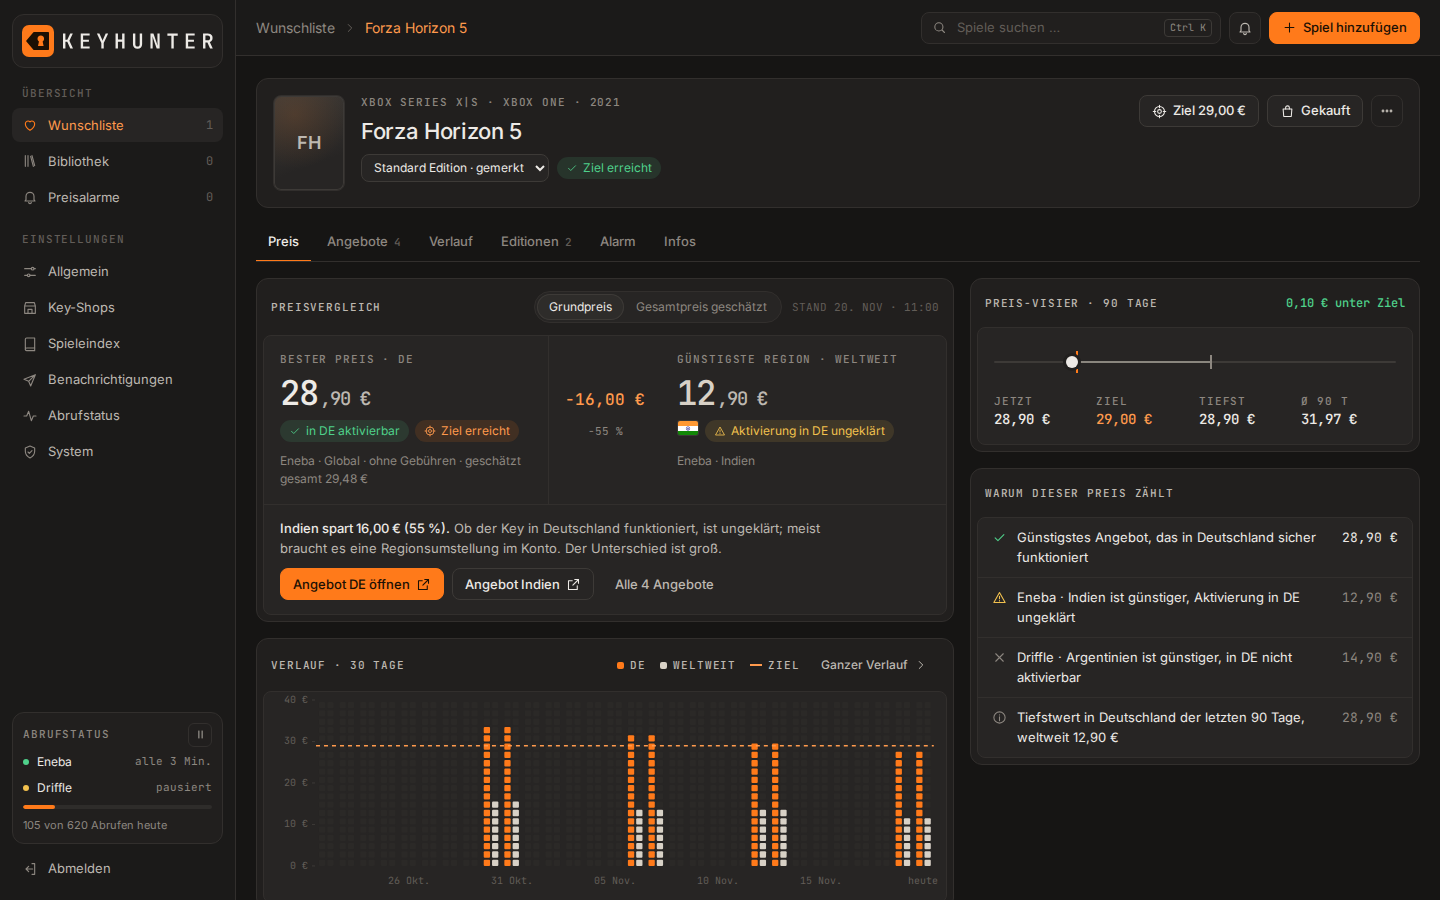 KEYHUNTER
ÜBERSICHT
Wunschliste 1
Bibliothek 0
Preisalarme 0
EINSTELLUNGEN
Allgemein
Key-Shops
Spieleindex
Benachrichtigungen
Abrufstatus
System
ABRUFSTATUS
Eneba alle 3 Min.
Driffle pausiert
105 von 620 Abrufen heute
Abmelden
Wunschliste Forza Horizon 5
Spiele suchen ... Ctrl K
Spiel hinzufügen
FH
XBOX SERIES X|S · XBOX ONE · 2021
Forza Horizon 5
Standard Edition · gemerkt
Ziel erreicht
Ziel 29,00 €
Gekauft
Preis Angebote 4 Verlauf Editionen 2 Alarm Infos
PREISVERGLEICH
Grundpreis Gesamtpreis geschätzt
STAND 20. NOV · 11:00
BESTER PREIS · DE
28,90 €
in DE aktivierbar Ziel erreicht
Eneba · Global · ohne Gebühren · geschätzt
gesamt 29,48 €
-16,00 €
-55 %
GÜNSTIGSTE REGION · WELTWEIT
12,90 €
Aktivierung in DE ungeklärt
Eneba · Indien
Indien spart 16,00 € (55 %). Ob der Key in Deutschland funktioniert, ist ungeklärt; meist
braucht es eine Regionsumstellung im Konto. Der Unterschied ist groß.
Angebot DE öffnen Angebot Indien Alle 4 Angebote
VERLAUF · 30 TAGE
DE WELTWEIT ZIEL Ganzer Verlauf
40 €
30 €
20 €
10 €
0 €
26 Okt. 31 Okt. 05 Nov. 10 Nov. 15 Nov. heute
PREIS-VISIER · 90 TAGE 0,10 € unter Ziel
JETZT ZIEL TIEFST Ø 90 T
28,90 € 29,00 € 28,90 € 31,97 €
WARUM DIESER PREIS ZÄHLT
Günstigstes Angebot, das in Deutschland sicher 28,90 €
funktioniert
Eneba · Indien ist günstiger, Aktivierung in DE 12,90 €
ungeklärt
Driffle · Argentinien ist günstiger, in DE nicht 14,90 €
aktivierbar
Tiefstwert in Deutschland der letzten 90 Tage, 28,90 €
weltweit 12,90 €